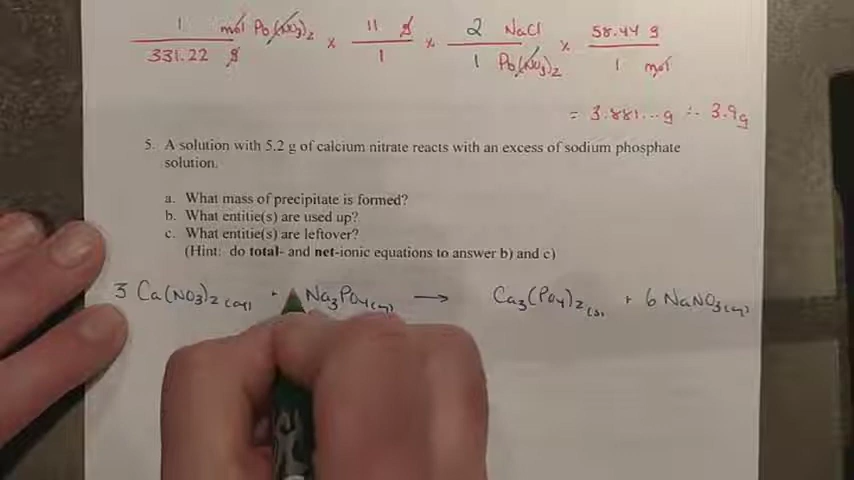 1 mol Pb(NO3)2 × 11 g × 2 NaCl × 58.44 g
331.22 g 1 1 Pb(NO3)2 1 mol
= 3.881...g ∴ 3.9g
5. A solution with 5.2 g of calcium nitrate reacts with an excess of sodium phosphate
solution.
a. What mass of precipitate is formed?
b. What entitie(s) are used up?
c. What entitie(s) are leftover?
(Hint: do total- and net-ionic equations to answer b) and c)
3 Ca(NO3)2 (aq) + Na3PO4(aq) → Ca3(PO4)2(s) + 6 NaNO3(aq)